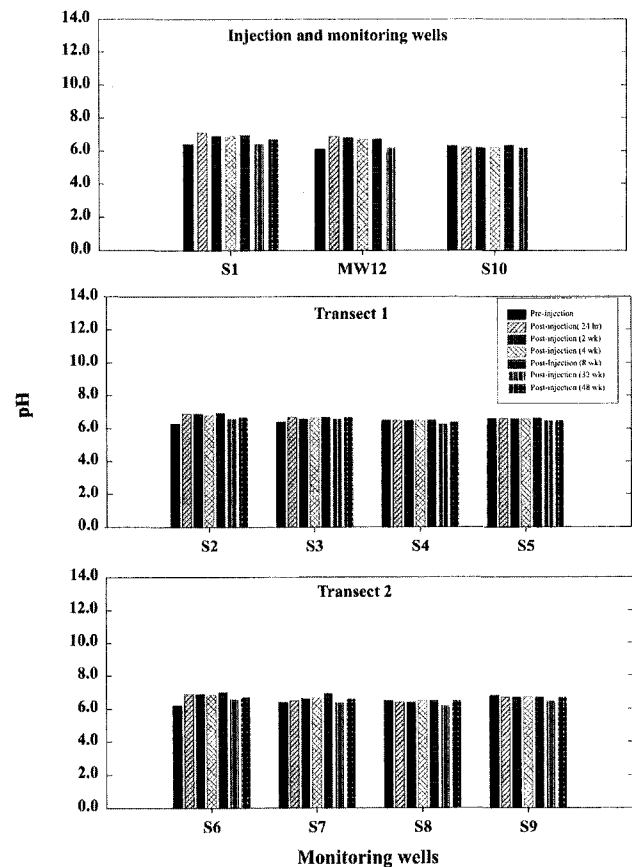 Injection and monitoring wells
14.0
12.0
10.0
8.0
6.0
4.0
2.0
0.0
S1 MW12 S10
Transect 1
14.0
12.0
10.0
8.0
6.0
4.0
2.0
0.0
Pre-injection
Post-injection( 24 hr)
Post-injection (2 wk)
Post-injection (4 wk)
Post-Injection (8 wk)
Post-injection (32 wk)
Post-injection (48 wk)
S2 S3 S4 S5
pH
Transect 2
14.0
12.0
10.0
8.0
6.0
4.0
2.0
0.0
S6 S7 S8 S9
Monitoring wells